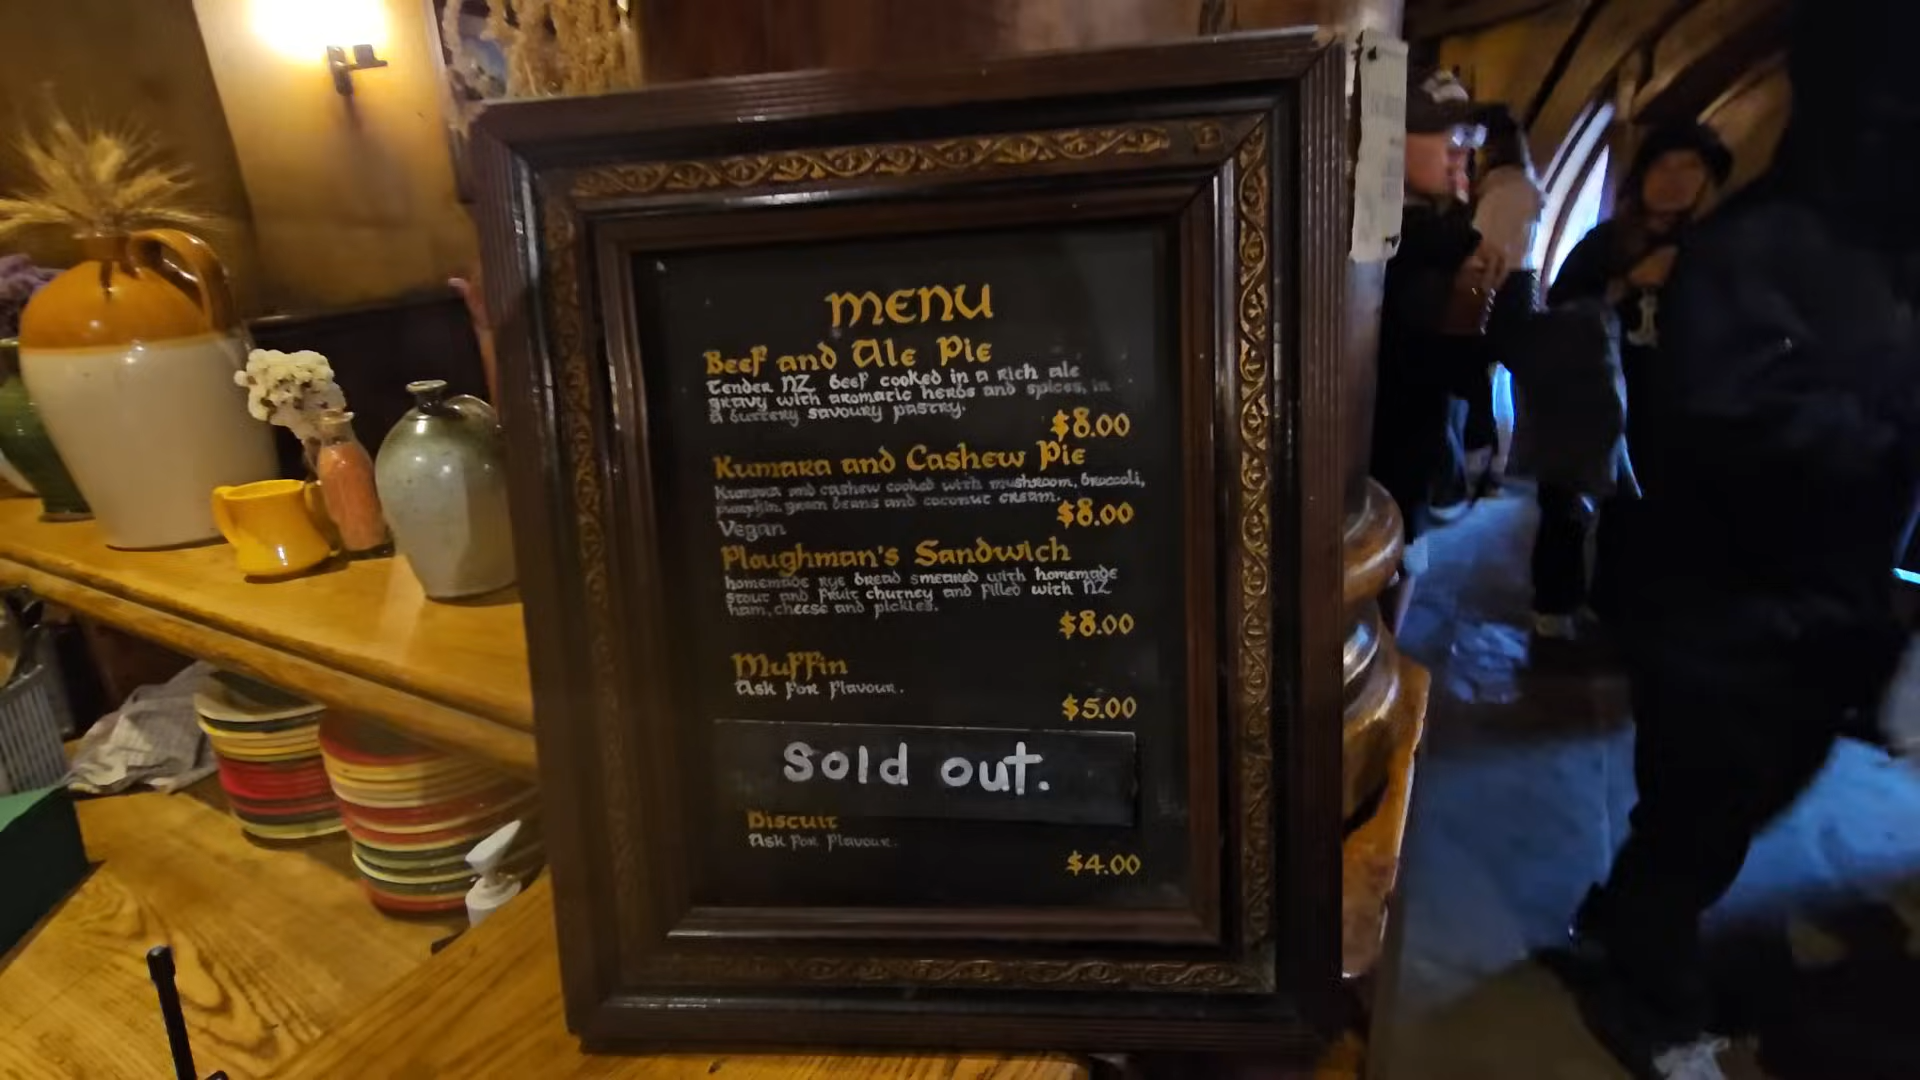 MENU
Beef and Ale Pie
Tender NZ Beef cooked in a rich ale
gravy with aromatic herbs and spices, in
a buttery savoury pastry.
$8.00
Kumara and Cashew Pie
Kumara and cashew cooked with mushroom, broccoli,
pumpkin, green beans and coconut cream.
$8.00
Vegan
Ploughman's Sandwich
homemade rye bread smeared with homemade
stout and fruit chutney and filled with NZ
ham, cheese and pickles.
$8.00
Muffin
Ask for flavour.
$5.00
Sold out.
Biscuit
Ask for flavour.
$4.00